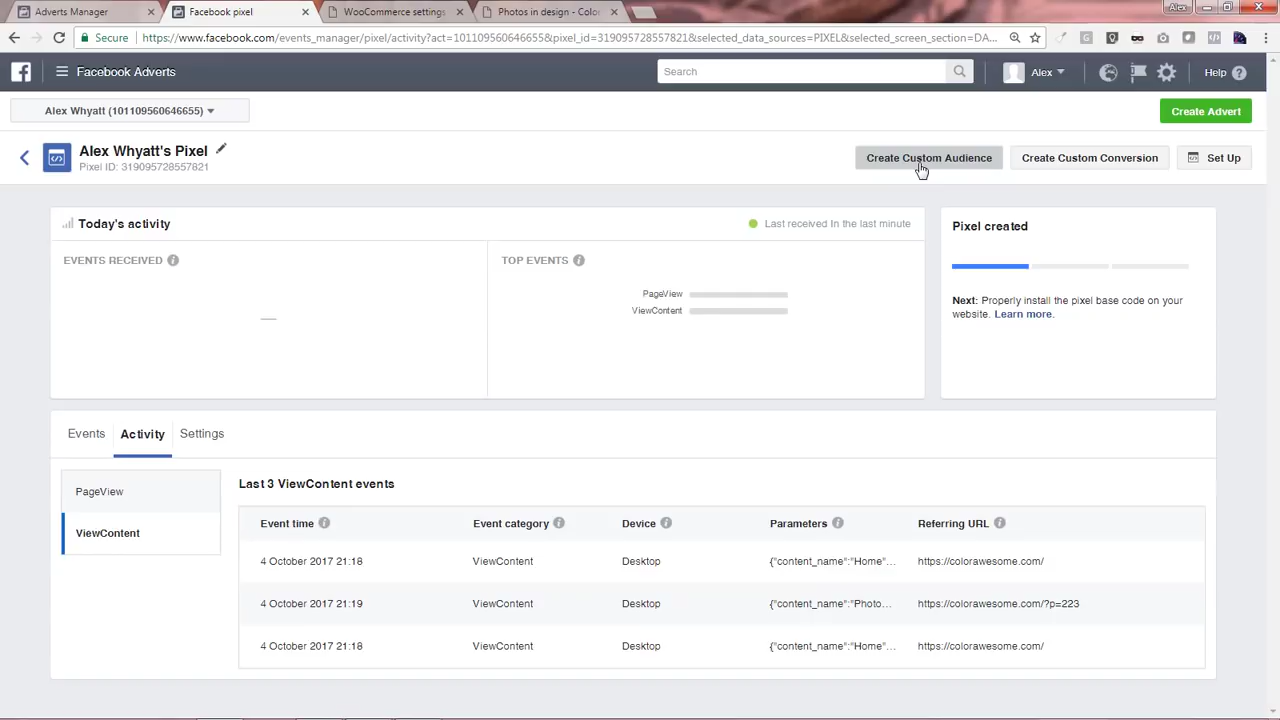 Adverts Manager
Facebook pixel
WooCommerce settings
Photos in design - Color
Alex
Secure
https://www.facebook.com/events_manager/pixel/activity?act=101109560646655&pixel_id=319095728557821&selected_data_sources=PIXEL&selected_screen_section=DA...
Facebook Adverts
Search
Alex
Help
Alex Whyatt (101109560646655)
Create Advert
Alex Whyatt's Pixel
Pixel ID: 319095728557821
Create Custom Audience
Create Custom Conversion
Set Up
Today's activity
Last received In the last minute
Pixel created
EVENTS RECEIVED
TOP EVENTS
PageView
ViewContent
Next: Properly install the pixel base code on your
website. Learn more.
Events
Activity
Settings
PageView
ViewContent
Last 3 ViewContent events
Event time
Event category
Device
Parameters
Referring URL
4 October 2017 21:18
ViewContent
Desktop
{"content_name":"Home"...
https://colorawesome.com/
4 October 2017 21:19
ViewContent
Desktop
{"content_name":"Photo...
https://colorawesome.com/?p=223
4 October 2017 21:18
ViewContent
Desktop
{"content_name":"Home"...
https://colorawesome.com/